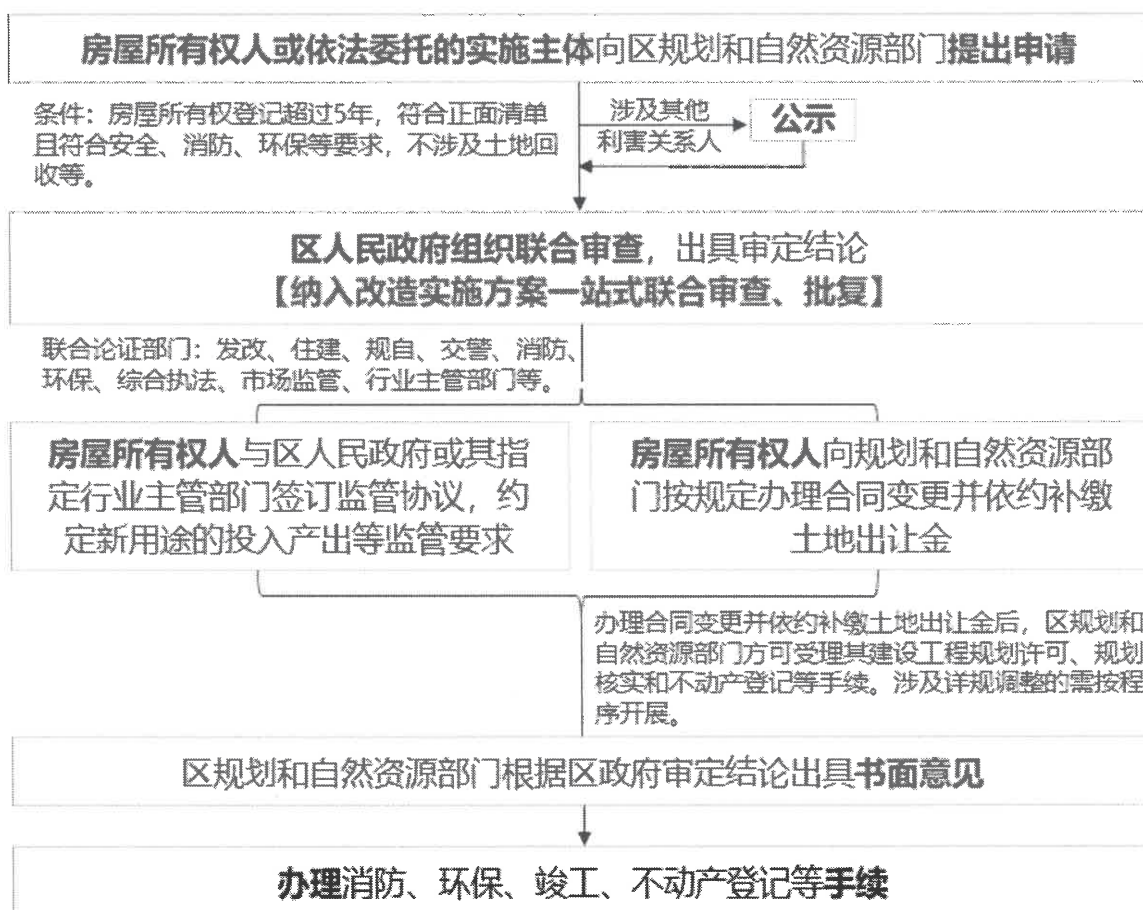 房屋所有权人或依法委托的实施主体向区规划和自然资源部门提出申请
条件：房屋所有权登记超过5年，符合正面清单
且符合安全、消防、环保等要求，不涉及土地回
收等。
涉及其他
利害关系人
公示
区人民政府组织联合审查，出具审定结论
【纳入改造实施方案一站式联合审查、批复】
联合论证部门：发改、住建、规自、交警、消防、
环保、综合执法、市场监管、行业主管部门等。
房屋所有权人与区人民政府或其指
定行业主管部门签订监管协议，约
定新用途的投入产出等监管要求
房屋所有权人向规划和自然资源部
门按规定办理合同变更并依约补缴
土地出让金
办理合同变更并依约补缴土地出让金后，区规划和
自然资源部门方可受理其建设工程规划许可、规划
核实和不动产登记等手续。涉及详规调整的需按程
序开展。
区规划和自然资源部门根据区政府审定结论出具书面意见
办理消防、环保、竣工、不动产登记等手续